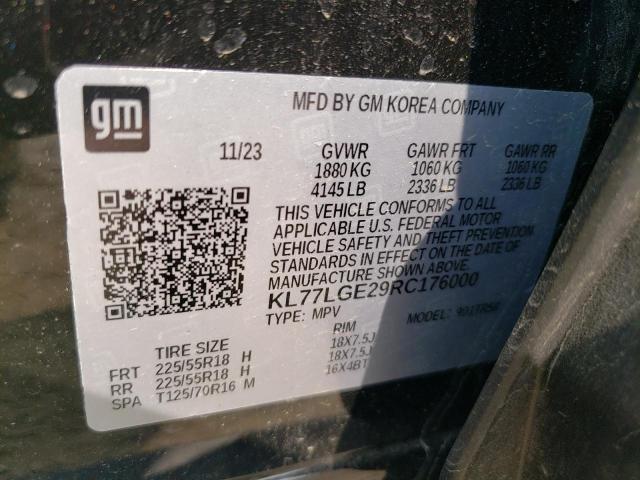 gm
MFD BY GM KOREA COMPANY
11/23 GVWR GAWR FRT GAWR RR
1880 KG 1060 KG 1060 KG
4145 LB 2336 LB 2336 LB
THIS VEHICLE CONFORMS TO ALL
APPLICABLE U.S. FEDERAL MOTOR
VEHICLE SAFETY AND THEFT PREVENTION
STANDARDS IN EFFECT ON THE DATE OF
MANUFACTURE SHOWN ABOVE.
KL77LGE29RC176000
TYPE: MPV MODEL:
TIRE SIZE RIM
FRT 225/55R18 H 18X7.5J
RR 225/55R18 H 18X7.5J
SPA T125/70R16 M 16X4BT